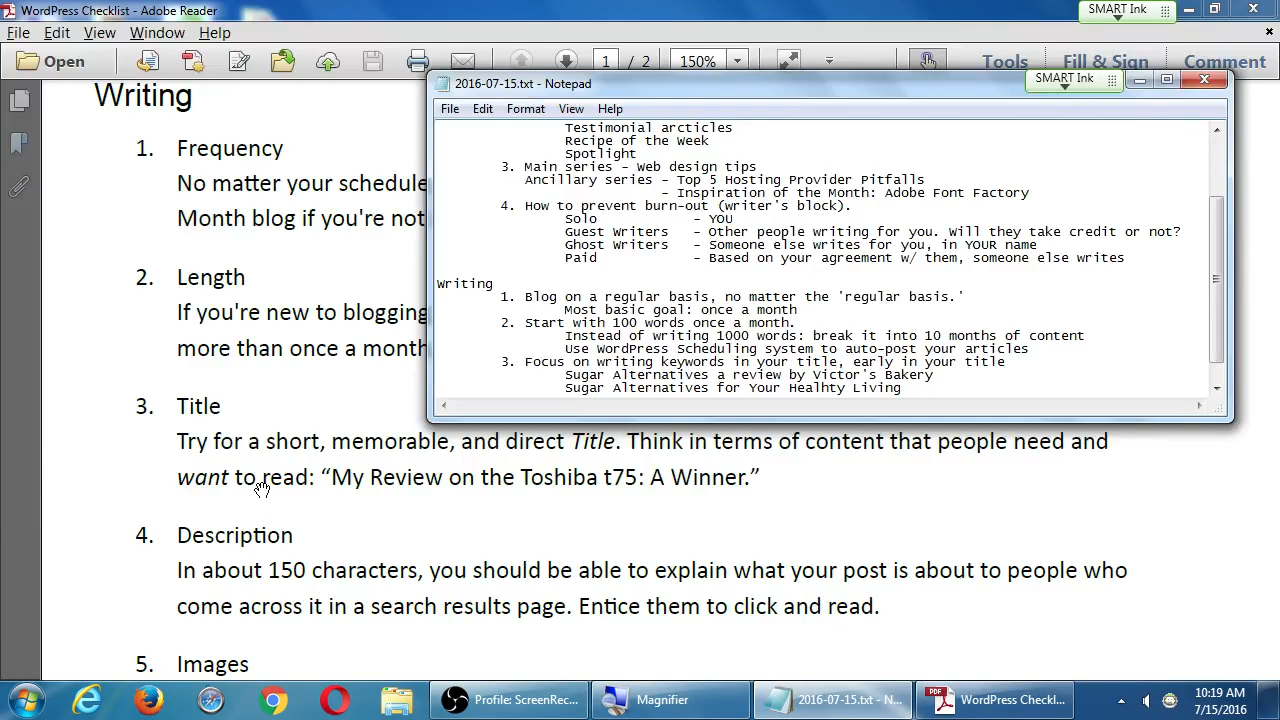 WordPress Checklist - Adobe Reader
SMART Ink
File Edit View Window Help
Open
1 / 2
150%
Tools
Fill & Sign
Comment
Writing
1. Frequency
No matter your schedule
Month blog if you're not
2. Length
If you're new to blogging
more than once a month
3. Title
Try for a short, memorable, and direct Title. Think in terms of content that people need and
want to read: “My Review on the Toshiba t75: A Winner.”
4. Description
In about 150 characters, you should be able to explain what your post is about to people who
come across it in a search results page. Entice them to click and read.
5. Images
2016-07-15.txt - Notepad
SMART Ink
File Edit Format View Help
Testimonial arcticles
Recipe of the Week
Spotlight
3. Main series - Web design tips
Ancillary series - Top 5 Hosting Provider Pitfalls
- Inspiration of the Month: Adobe Font Factory
4. How to prevent burn-out (writer's block).
Solo - YOU
Guest Writers - Other people writing for you. Will they take credit or not?
Ghost Writers - Someone else writes for you, in YOUR name
Paid - Based on your agreement w/ them, someone else writes
Writing
1. Blog on a regular basis, no matter the 'regular basis.'
Most basic goal: once a month
2. Start with 100 words once a month.
Instead of writing 1000 words: break it into 10 months of content
Use WordPress Scheduling system to auto-post your articles
3. Focus on writing keywords in your title, early in your title
Sugar Alternatives a review by Victor's Bakery
Sugar Alternatives for Your Healhty Living
Profile: ScreenRec...
Magnifier
2016-07-15.txt - N...
PDF
WordPress Checkl...
10:19 AM
7/15/2016